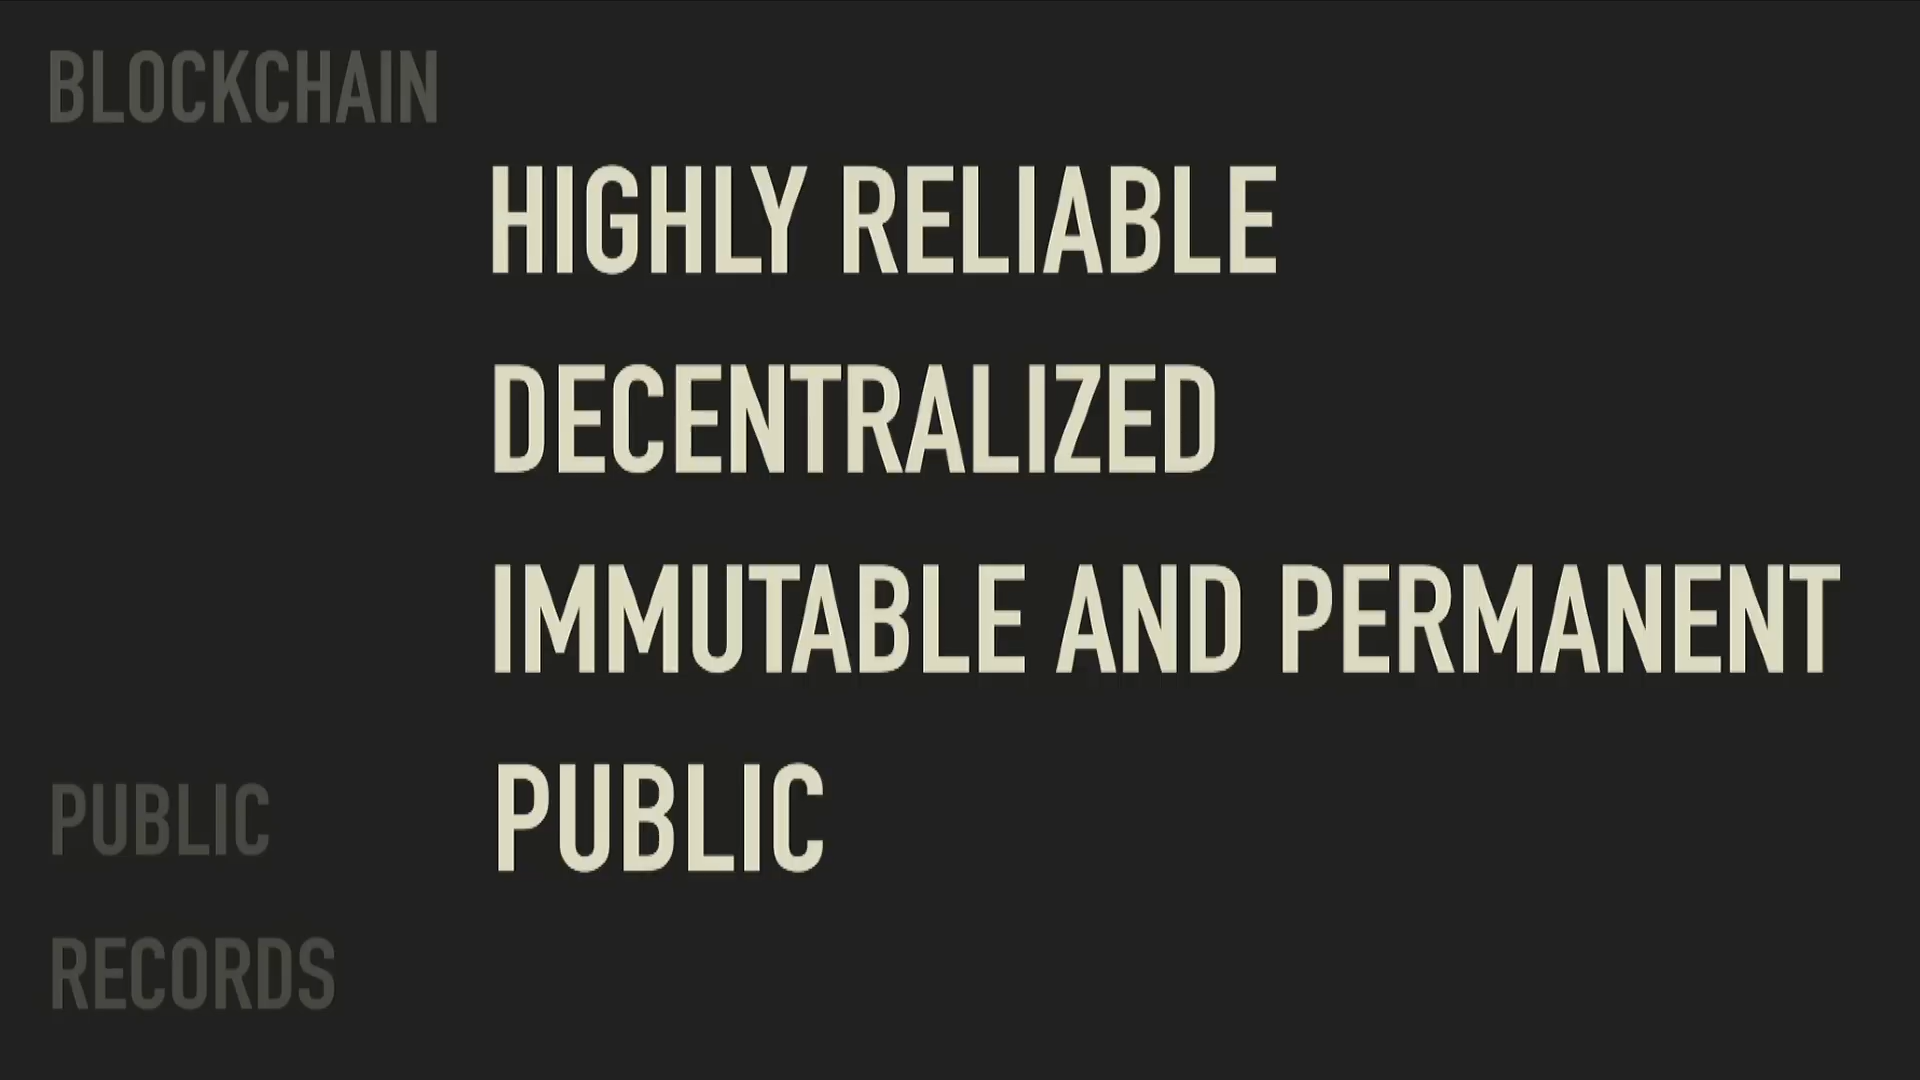 BLOCKCHAIN
HIGHLY RELIABLE
DECENTRALIZED
IMMUTABLE AND PERMANENT
PUBLIC
PUBLIC
RECORDS